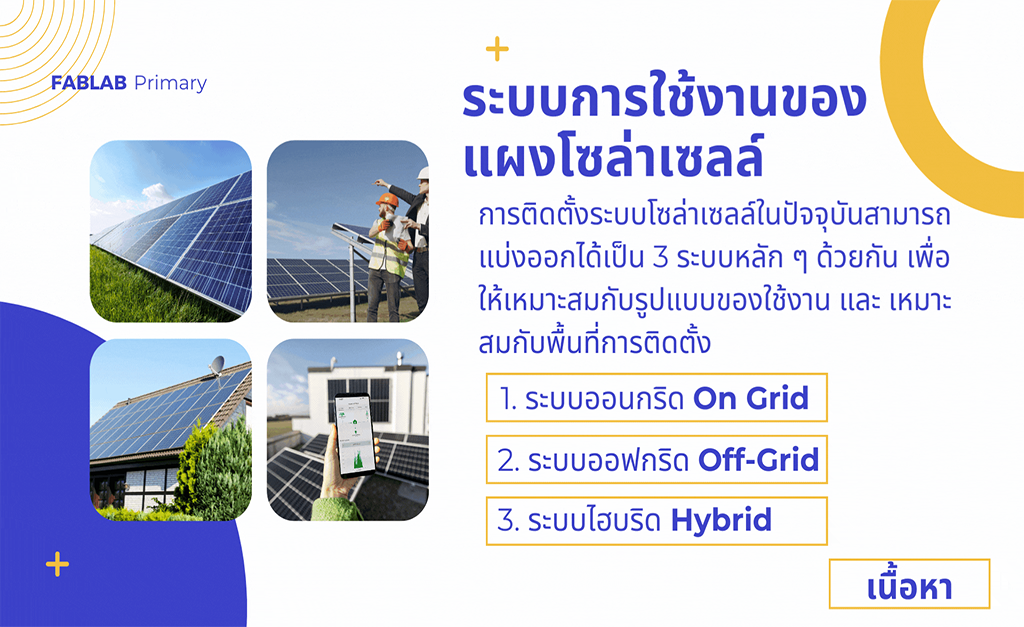 FABLAB Primary
ระบบการใช้งานของ
แผงโซล่าเซลล์
การติดตั้งระบบโซล่าเซลล์ในปัจจุบันสามารถ
แบ่งออกได้เป็น 3 ระบบหลัก ๆ ด้วยกัน เพื่อ
ให้เหมาะสมกับรูปแบบของใช้งาน และ เหมาะ
สมกับพื้นที่การติดตั้ง
1. ระบบออนกริด On Grid
2. ระบบออฟกริด Off-Grid
3. ระบบไฮบริด Hybrid
เนื้อหา